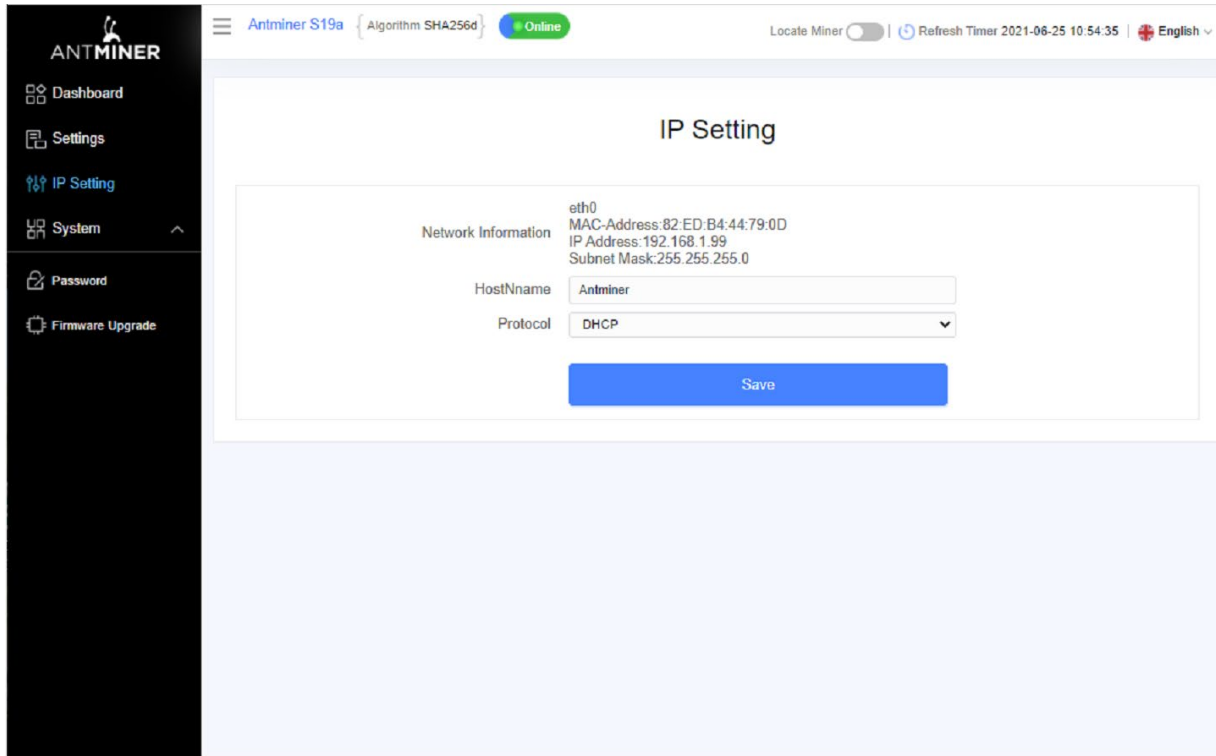 ANTMINER
Dashboard
Settings
IP Setting
System
Password
Firmware Upgrade
Antminer S19a { Algorithm SHA256d } Online
Locate Miner | Refresh Timer 2021-06-25 10:54:35 | English
IP Setting
Network Information
eth0
MAC-Address:82:ED:B4:44:79:0D
IP Address:192.168.1.99
Subnet Mask:255.255.255.0
HostNname Antminer
Protocol DHCP
Save